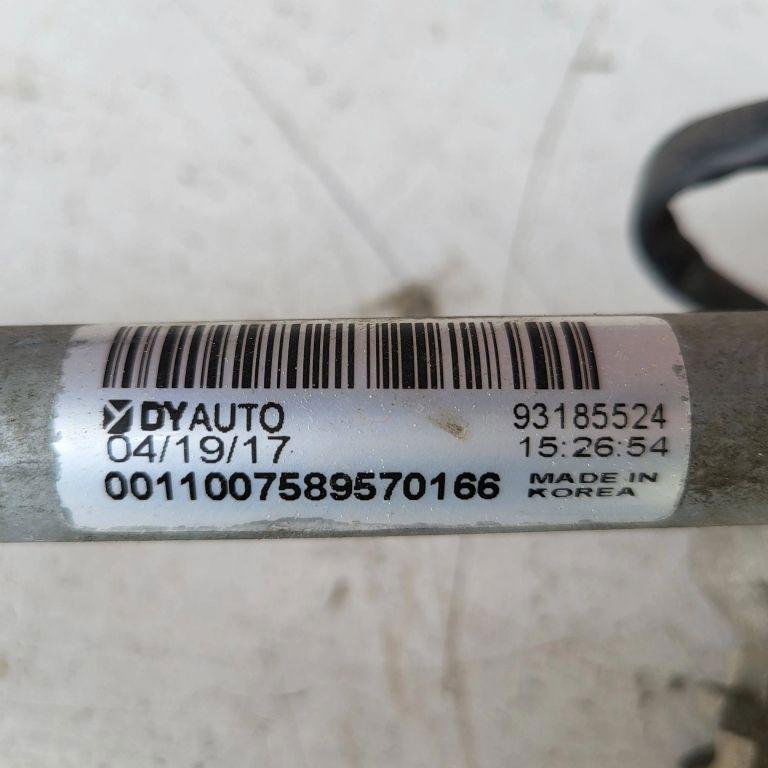 DYAUTO 93185524
04/19/17 15:26:54
0011007589570166 MADE IN
KOREA